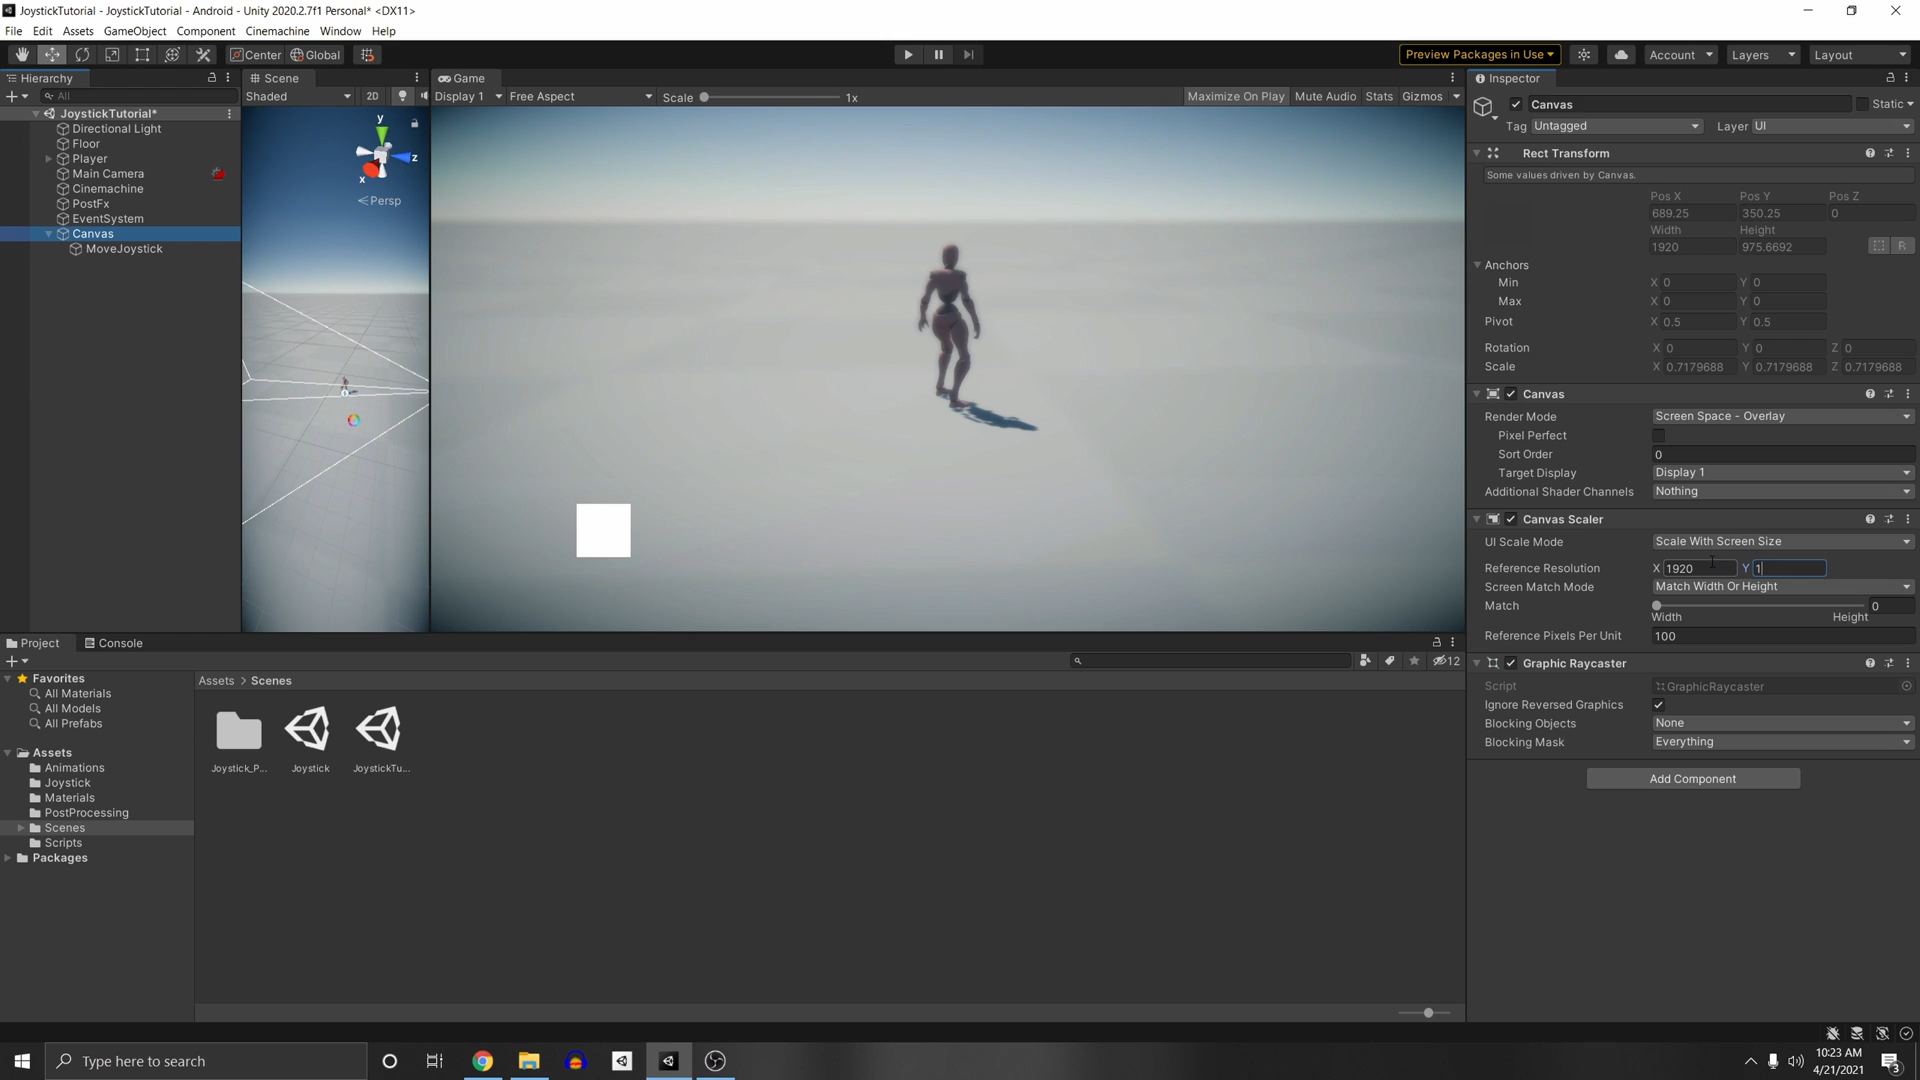 JoystickTutorial - JoystickTutorial - Android - Unity 2020.2.7f1 Personal* <DX11>
File Edit Assets GameObject Component Cinemachine Window Help
Center Global
Preview Packages in Use Account Layers Layout
Hierarchy Scene Game Inspector
All Shaded 2D Display 1 Free Aspect Scale 1x Maximize On Play Mute Audio Stats Gizmos
Canvas Static
Tag Untagged Layer UI
JoystickTutorial*
Directional Light
Floor
Player
Main Camera
Cinemachine
PostFx
EventSystem
Canvas
MoveJoystick
y
z
x
Persp
Rect Transform
Some values driven by Canvas.
Pos X Pos Y Pos Z
689.25 350.25 0
Width Height
1920 975.6692 R
Anchors
Min X 0 Y 0
Max X 0 Y 0
Pivot X 0.5 Y 0.5
Rotation X 0 Y 0 Z 0
Scale X 0.7179688 Y 0.7179688 Z 0.7179688
Canvas
Render Mode Screen Space - Overlay
Pixel Perfect
Sort Order 0
Target Display Display 1
Additional Shader Channels Nothing
Canvas Scaler
UI Scale Mode Scale With Screen Size
Reference Resolution X 1920 Y 1
Screen Match Mode Match Width Or Height
Match 0
Width Height
Reference Pixels Per Unit 100
Graphic Raycaster
Script GraphicRaycaster
Ignore Reversed Graphics
Blocking Objects None
Blocking Mask Everything
Add Component
Project Console
12
Favorites
All Materials
All Models
All Prefabs
Assets
Animations
Joystick
Materials
PostProcessing
Scenes
Scripts
Packages
Assets > Scenes
Joystick_P... Joystick JoystickTu...
Type here to search
10:23 AM
4/21/2021
3